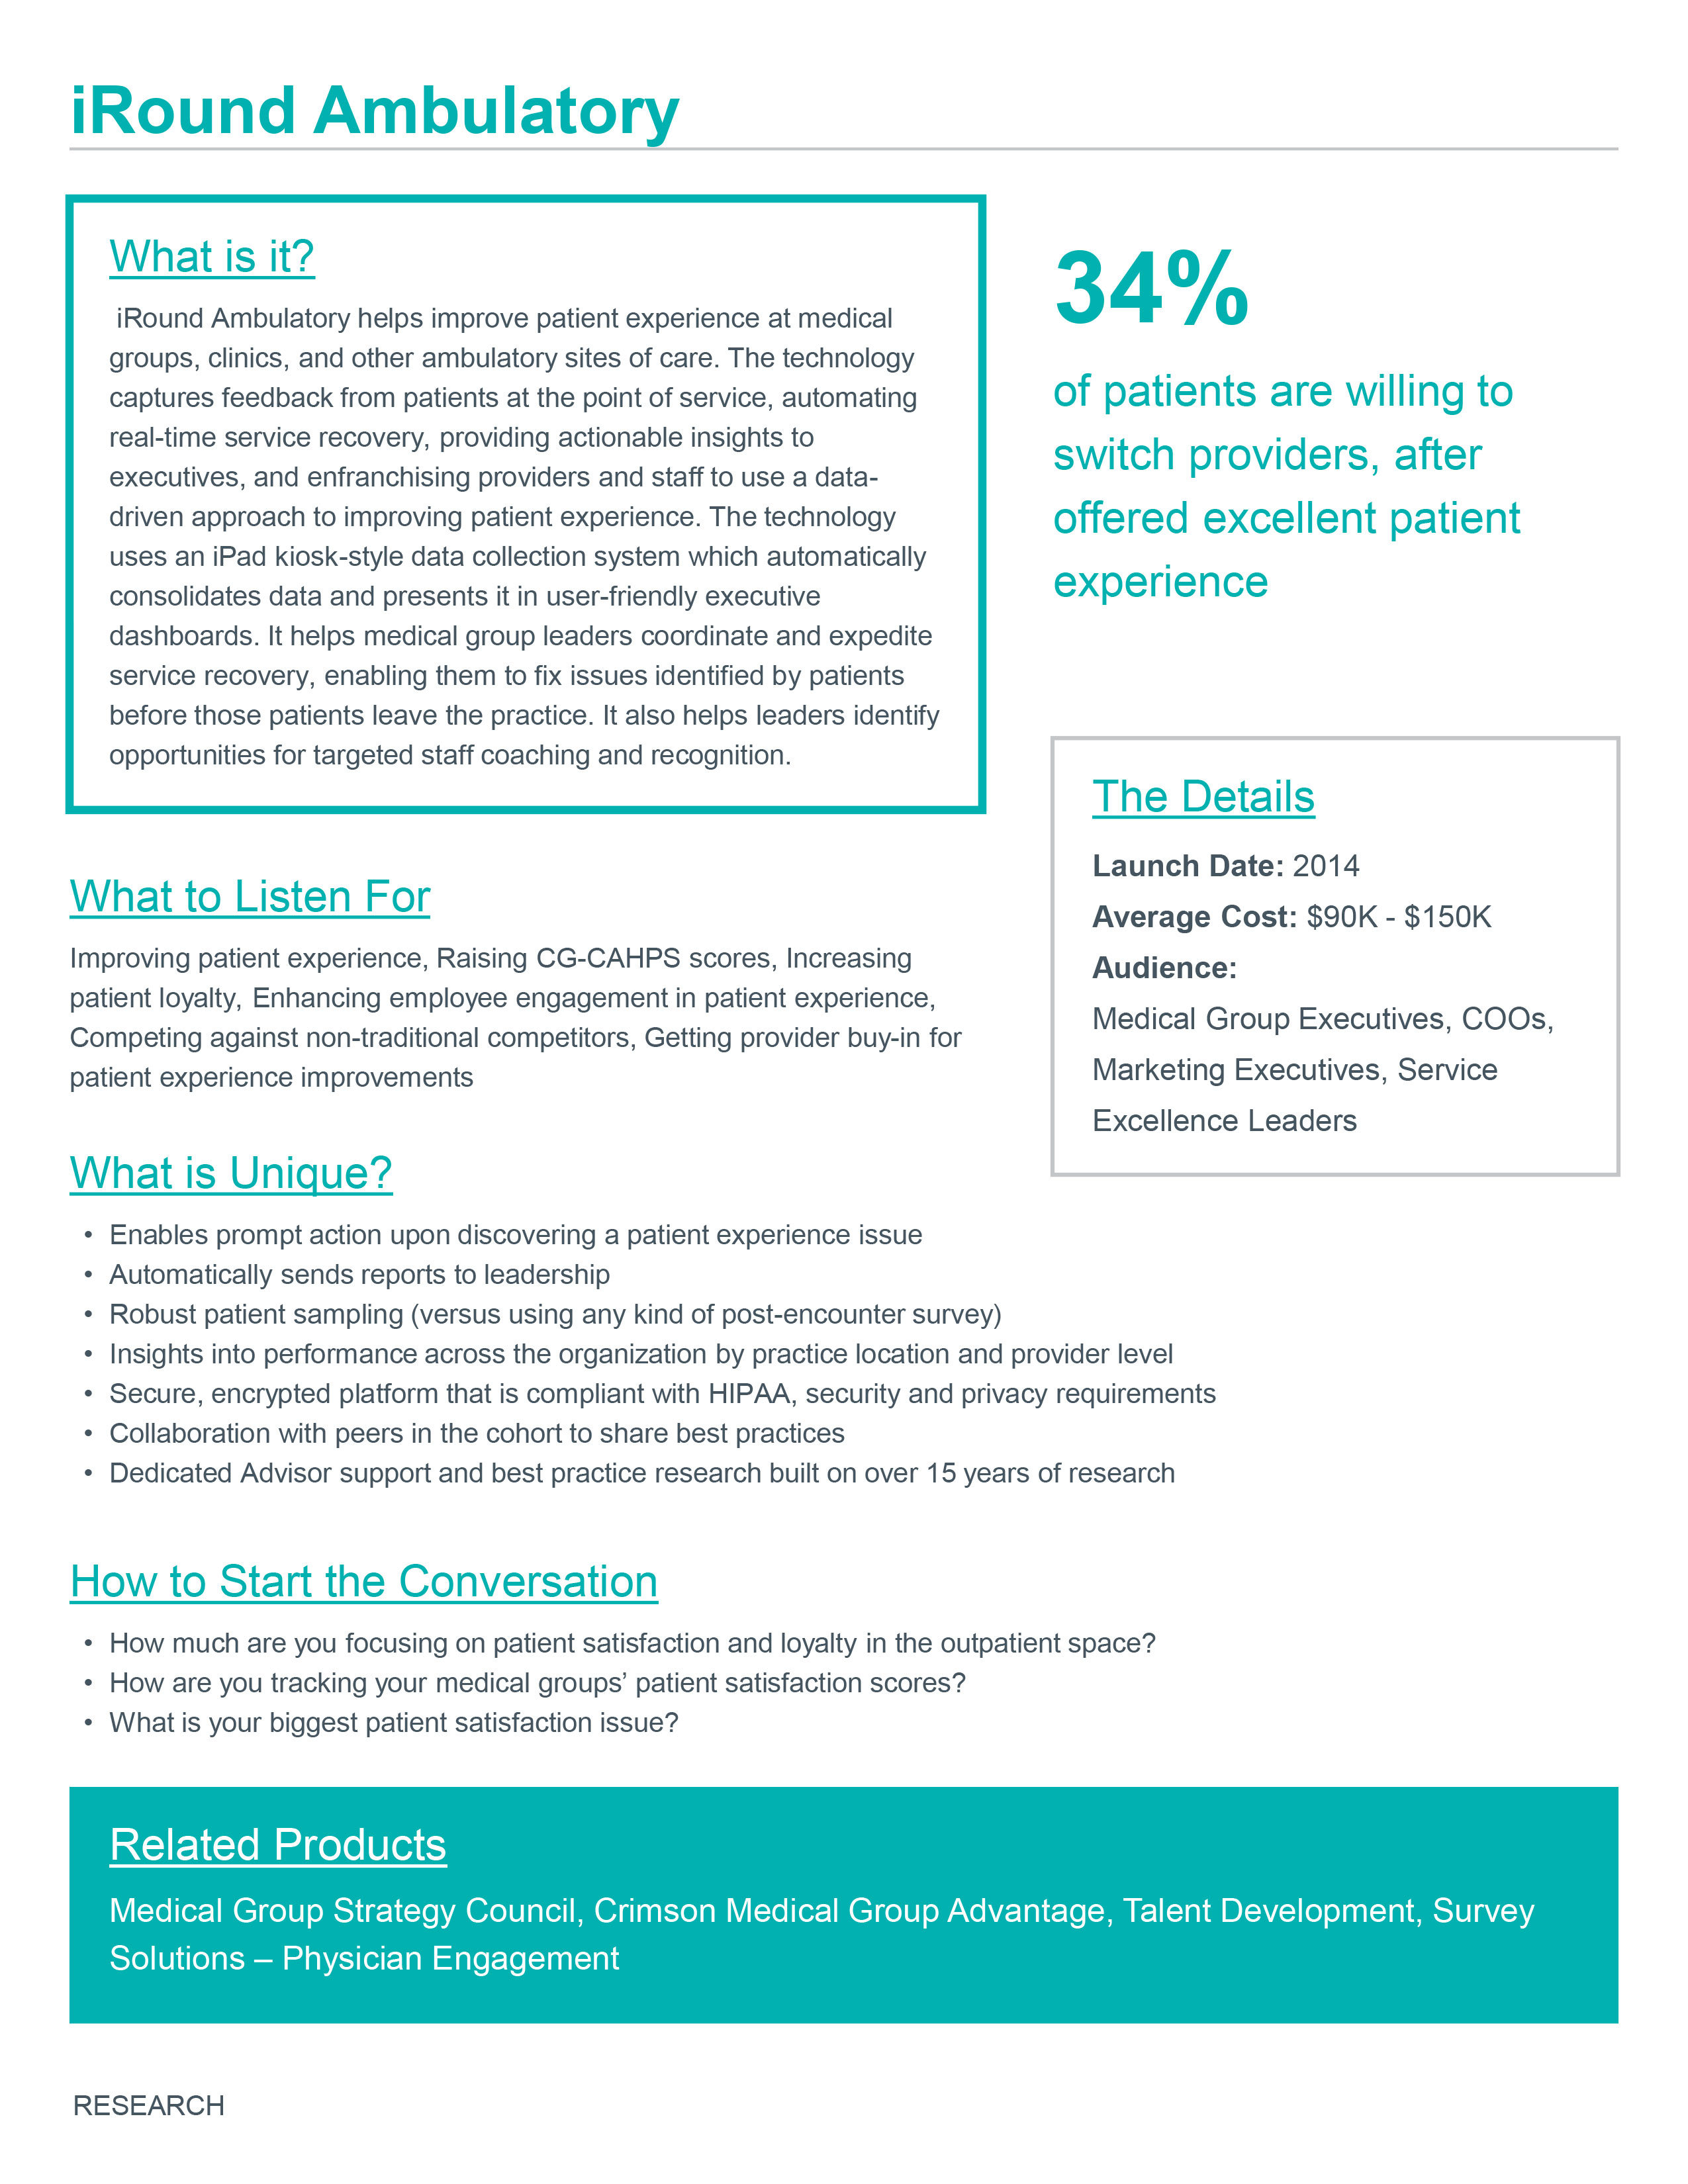 iRound Ambulatory
What is it?
iRound Ambulatory helps improve patient experience at medical
groups, clinics, and other ambulatory sites of care. The technology
captures feedback from patients at the point of service, automating
real-time service recovery, providing actionable insights to
executives, and enfranchising providers and staff to use a data-
driven approach to improving patient experience. The technology
uses an iPad kiosk-style data collection system which automatically
consolidates data and presents it in user-friendly executive
dashboards. It helps medical group leaders coordinate and expedite
service recovery, enabling them to fix issues identified by patients
before those patients leave the practice. It also helps leaders identify
opportunities for targeted staff coaching and recognition.
34%
of patients are willing to
switch providers, after
offered excellent patient
experience
The Details
Launch Date: 2014
Average Cost: $90K - $150K
Audience:
Medical Group Executives, COOs,
Marketing Executives, Service
Excellence Leaders
What to Listen For
Improving patient experience, Raising CG-CAHPS scores, Increasing
patient loyalty, Enhancing employee engagement in patient experience,
Competing against non-traditional competitors, Getting provider buy-in for
patient experience improvements
What is Unique?
• Enables prompt action upon discovering a patient experience issue
• Automatically sends reports to leadership
• Robust patient sampling (versus using any kind of post-encounter survey)
• Insights into performance across the organization by practice location and provider level
• Secure, encrypted platform that is compliant with HIPAA, security and privacy requirements
• Collaboration with peers in the cohort to share best practices
• Dedicated Advisor support and best practice research built on over 15 years of research
How to Start the Conversation
• How much are you focusing on patient satisfaction and loyalty in the outpatient space?
• How are you tracking your medical groups’ patient satisfaction scores?
• What is your biggest patient satisfaction issue?
Related Products
Medical Group Strategy Council, Crimson Medical Group Advantage, Talent Development, Survey
Solutions – Physician Engagement
RESEARCH